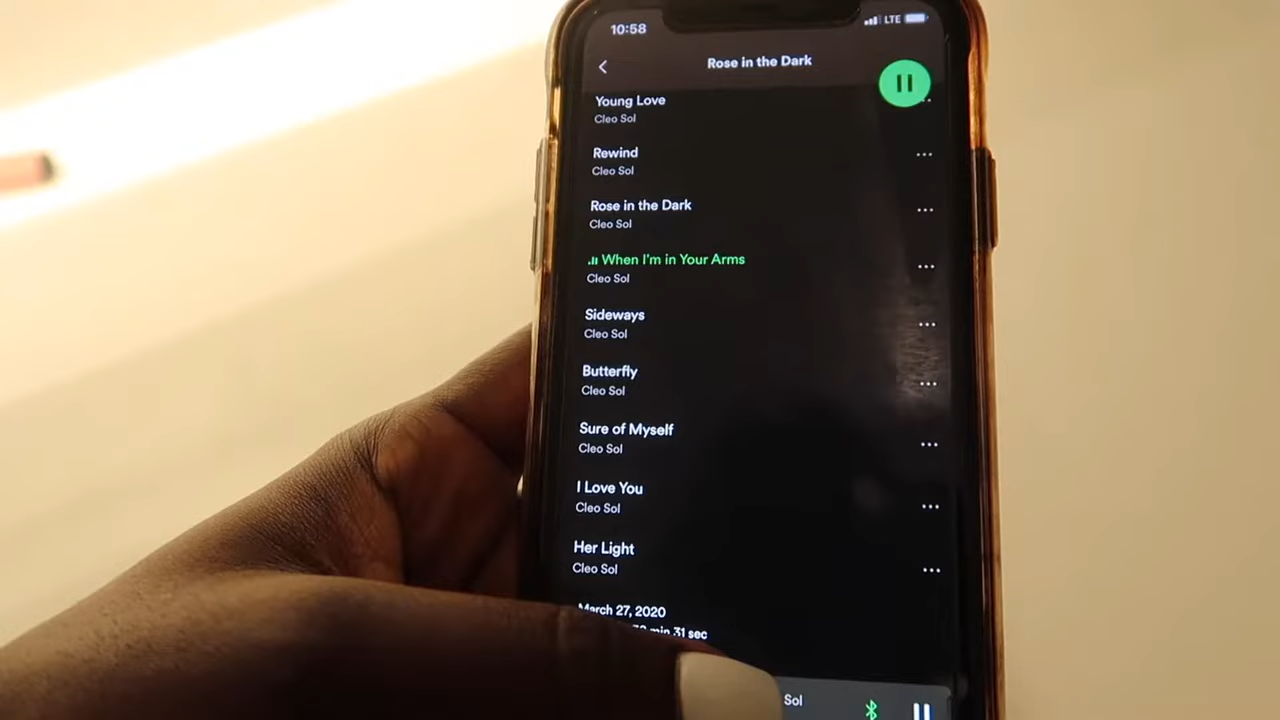 10:58
LTE
Rose in the Dark
Young Love
Cleo Sol
Rewind
Cleo Sol
Rose in the Dark
Cleo Sol
When I'm in Your Arms
Cleo Sol
Sideways
Cleo Sol
Butterfly
Cleo Sol
Sure of Myself
Cleo Sol
I Love You
Cleo Sol
Her Light
Cleo Sol
March 27, 2020
min 31 sec
Sol